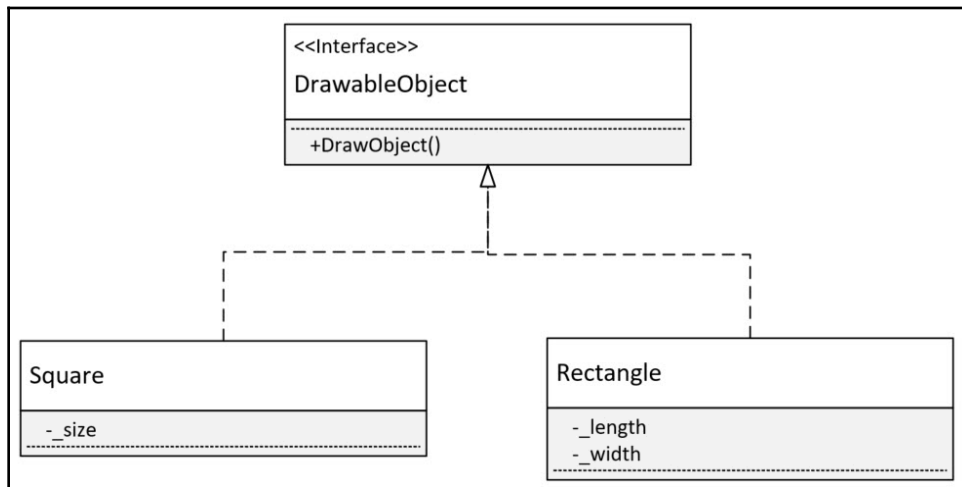 <<Interface>>
DrawableObject
+DrawObject()
Square
-_size
Rectangle
-_length
-_width